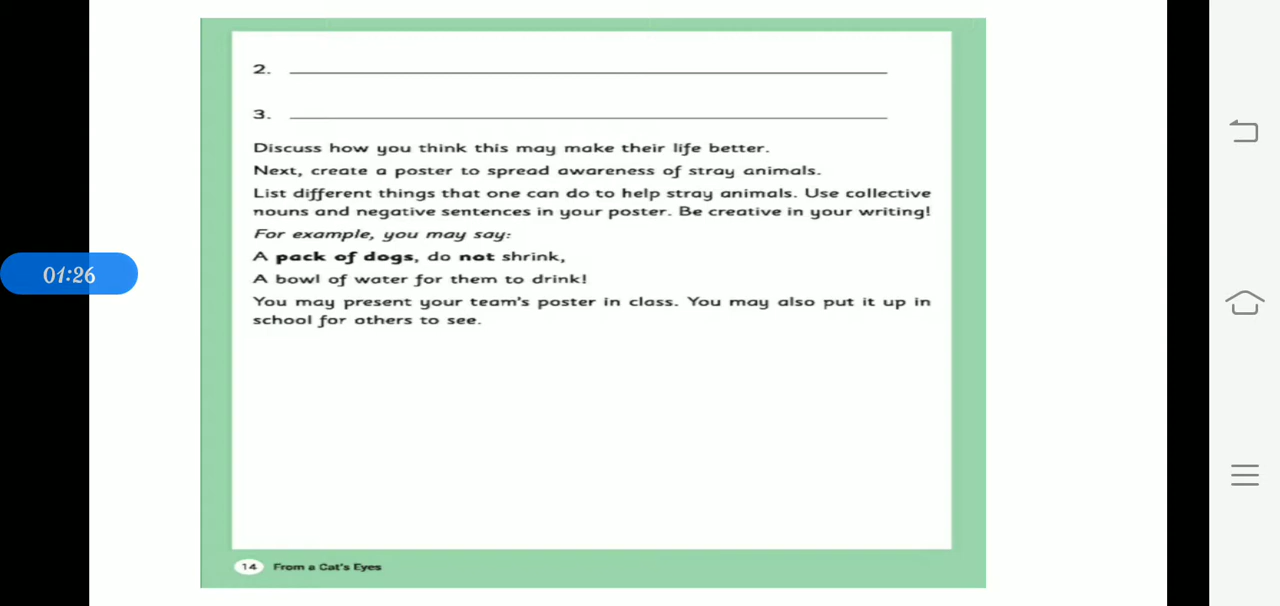 2.
3.
Discuss how you think this may make their life better.
Next, create a poster to spread awareness of stray animals.
List different things that one can do to help stray animals. Use collective
nouns and negative sentences in your poster. Be creative in your writing!
For example, you may say:
A pack of dogs, do not shrink,
A bowl of water for them to drink!
You may present your team's poster in class. You may also put it up in
school for others to see.
01:26
14 From a Cat's Eyes